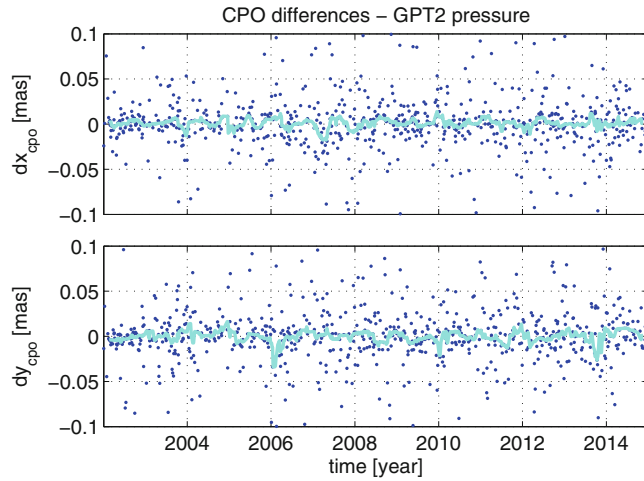 CPO differences − GPT2 pressure
0.1
0.05
0
−0.05
−0.1
dx_cpo [mas]
0.1
0.05
0
−0.05
−0.1
dy_cpo [mas]
2004 2006 2008 2010 2012 2014
time [year]